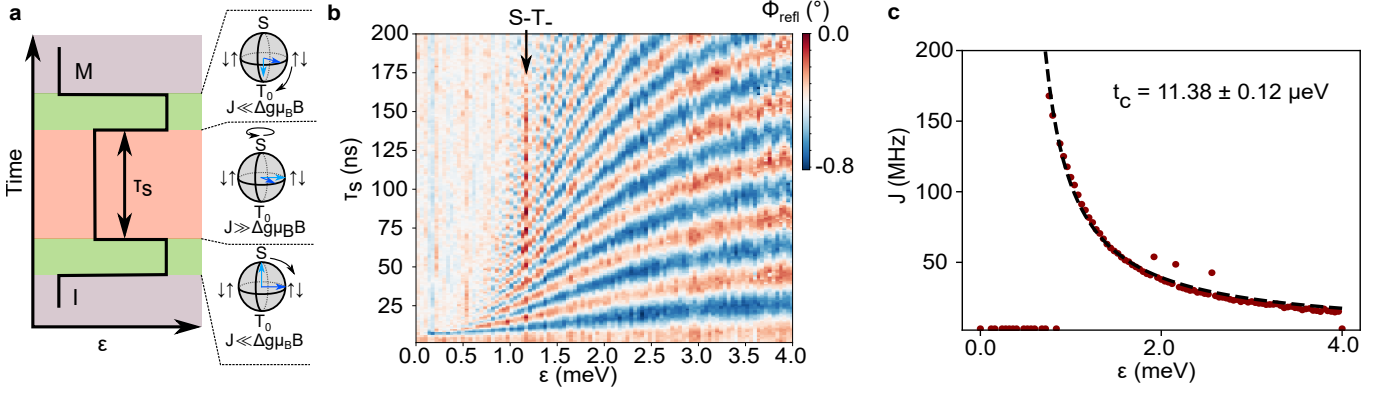 a
Time
ε
M
τS
I
S
↓↑
↑↓
T0
J≪ΔgμBB
S
↓↑
↑↓
T0
J≫ΔgμBB
S
↓↑
↑↓
T0
J≪ΔgμBB
b
S-T-
Φrefl (°)
0.0
-0.8
τS (ns)
200
175
150
125
100
75
50
25
0.0 0.5 1.0 1.5 2.0 2.5 3.0 3.5 4.0
ε (meV)
c
tc = 11.38 ± 0.12 μeV
J (MHz)
200
150
100
50
0.0 2.0 4.0
ε (meV)